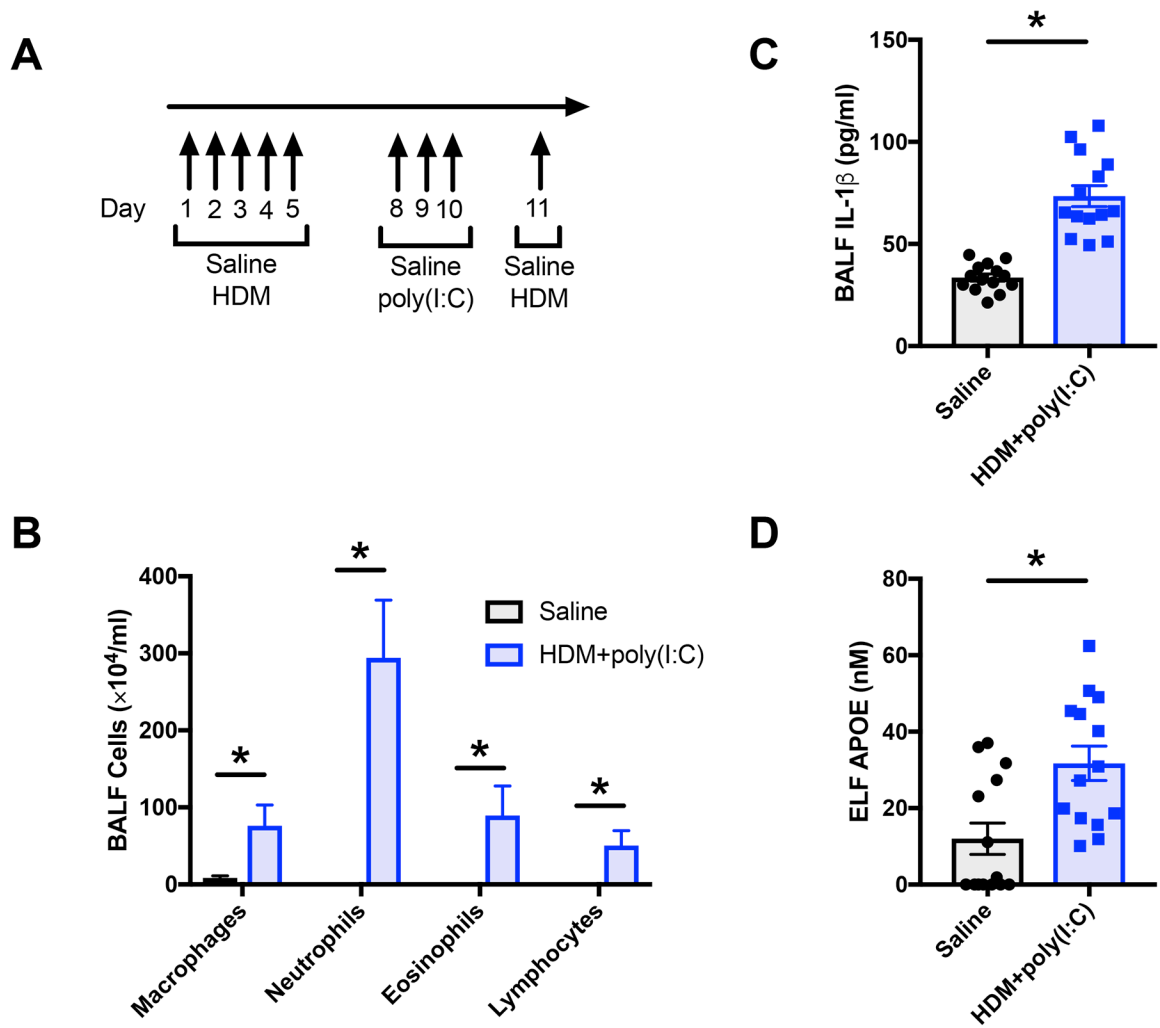 A
Day 1 2 3 4 5 8 9 10 11
Saline
HDM
Saline
poly(I:C)
Saline
HDM
B
BALF Cells (×10⁴/ml)
400
300
200
100
0
*
*
*
*
Saline
HDM+poly(I:C)
Macrophages
Neutrophils
Eosinophils
Lymphocytes
C
BALF IL-1β (pg/ml)
150
100
50
0
*
Saline
HDM+poly(I:C)
D
ELF APOE (nM)
80
60
40
20
0
*
Saline
HDM+poly(I:C)